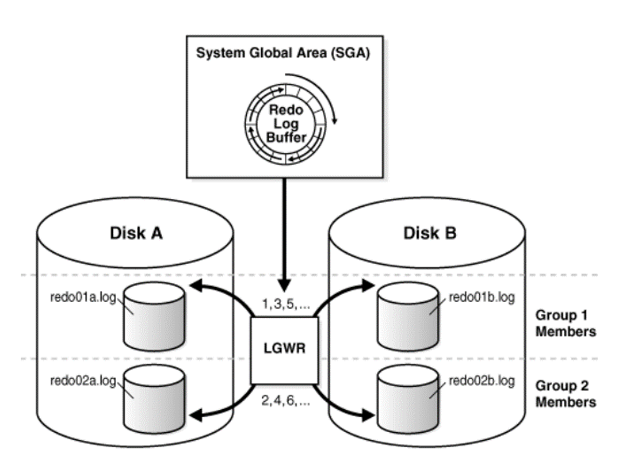 System Global Area (SGA)
Redo
Log
Buffer
Disk A
Disk B
redo01a.log
1,3,5,...
redo01b.log
Group 1
Members
LGWR
redo02a.log
redo02b.log
2,4,6,...
Group 2
Members